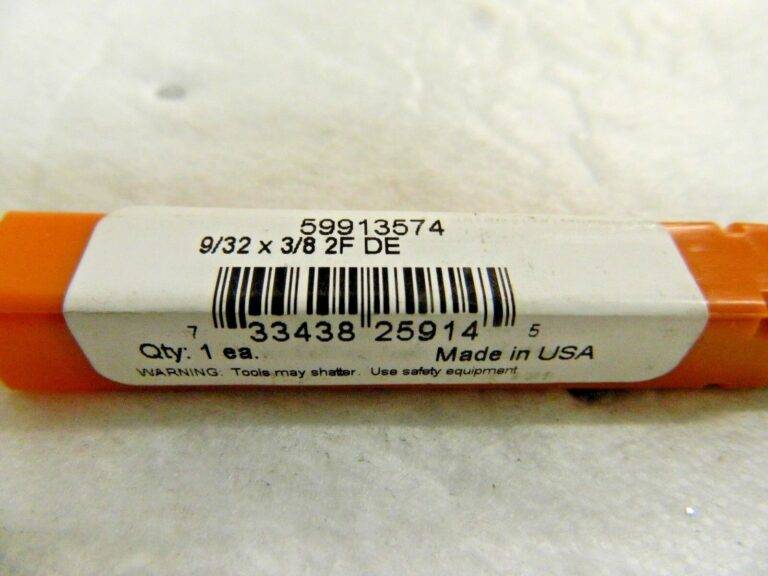 59913574
9/32 x 3/8 2F DE
7 33438 25914 5
Qty: 1 ea.
Made in USA
WARNING: Tools may shatter. Use safety equipment